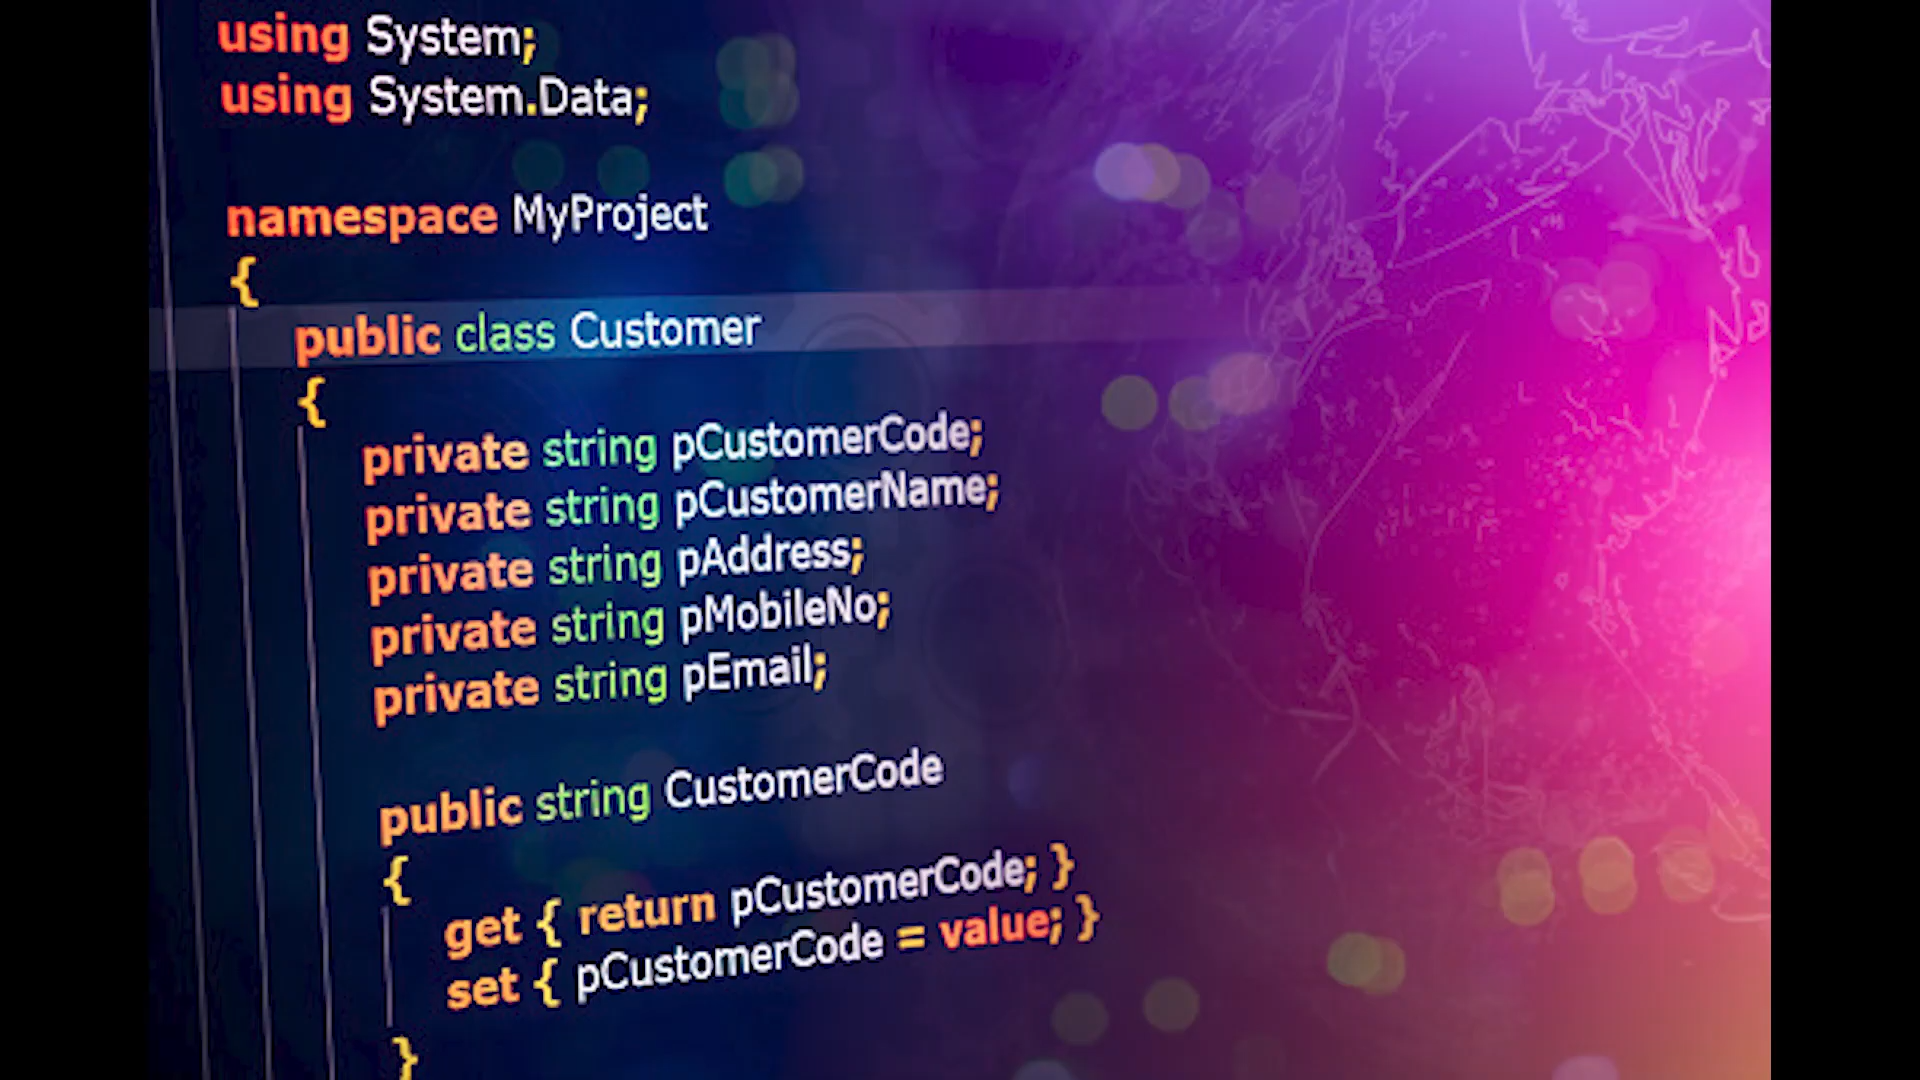 using System;
using System.Data;
namespace MyProject
{
public class Customer
{
private string pCustomerCode;
private string pCustomerName;
private string pAddress;
private string pMobileNo;
private string pEmail;
public string CustomerCode
{
get { return pCustomerCode; }
set { pCustomerCode = value; }
}